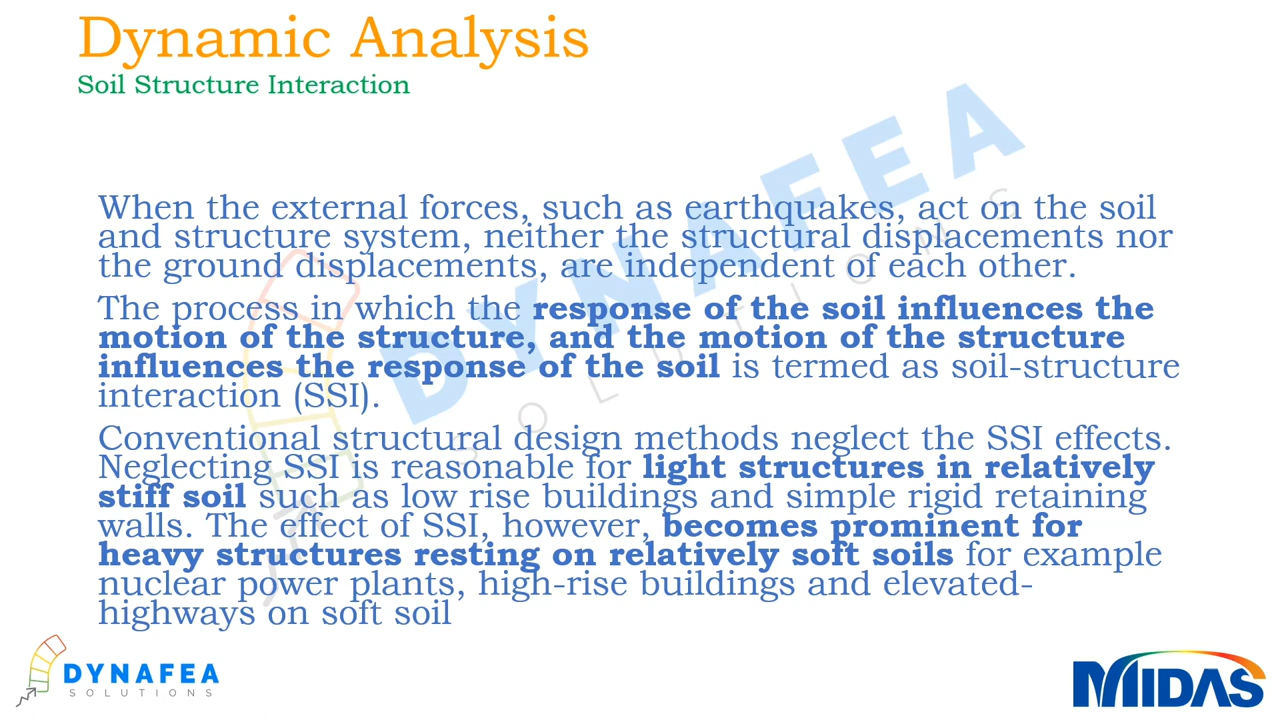 Dynamic Analysis
Soil Structure Interaction
When the external forces, such as earthquakes, act on the soil
and structure system, neither the structural displacements nor
the ground displacements, are independent of each other.
The process in which the response of the soil influences the
motion of the structure, and the motion of the structure
influences the response of the soil is termed as soil-structure
interaction (SSI).
Conventional structural design methods neglect the SSI effects.
Neglecting SSI is reasonable for light structures in relatively
stiff soil such as low rise buildings and simple rigid retaining
walls. The effect of SSI, however, becomes prominent for
heavy structures resting on relatively soft soils for example
nuclear power plants, high-rise buildings and elevated-
highways on soft soil
DYNAFEA
SOLUTIONS
DYNAFEA
SOLUTIONS
MIDAS